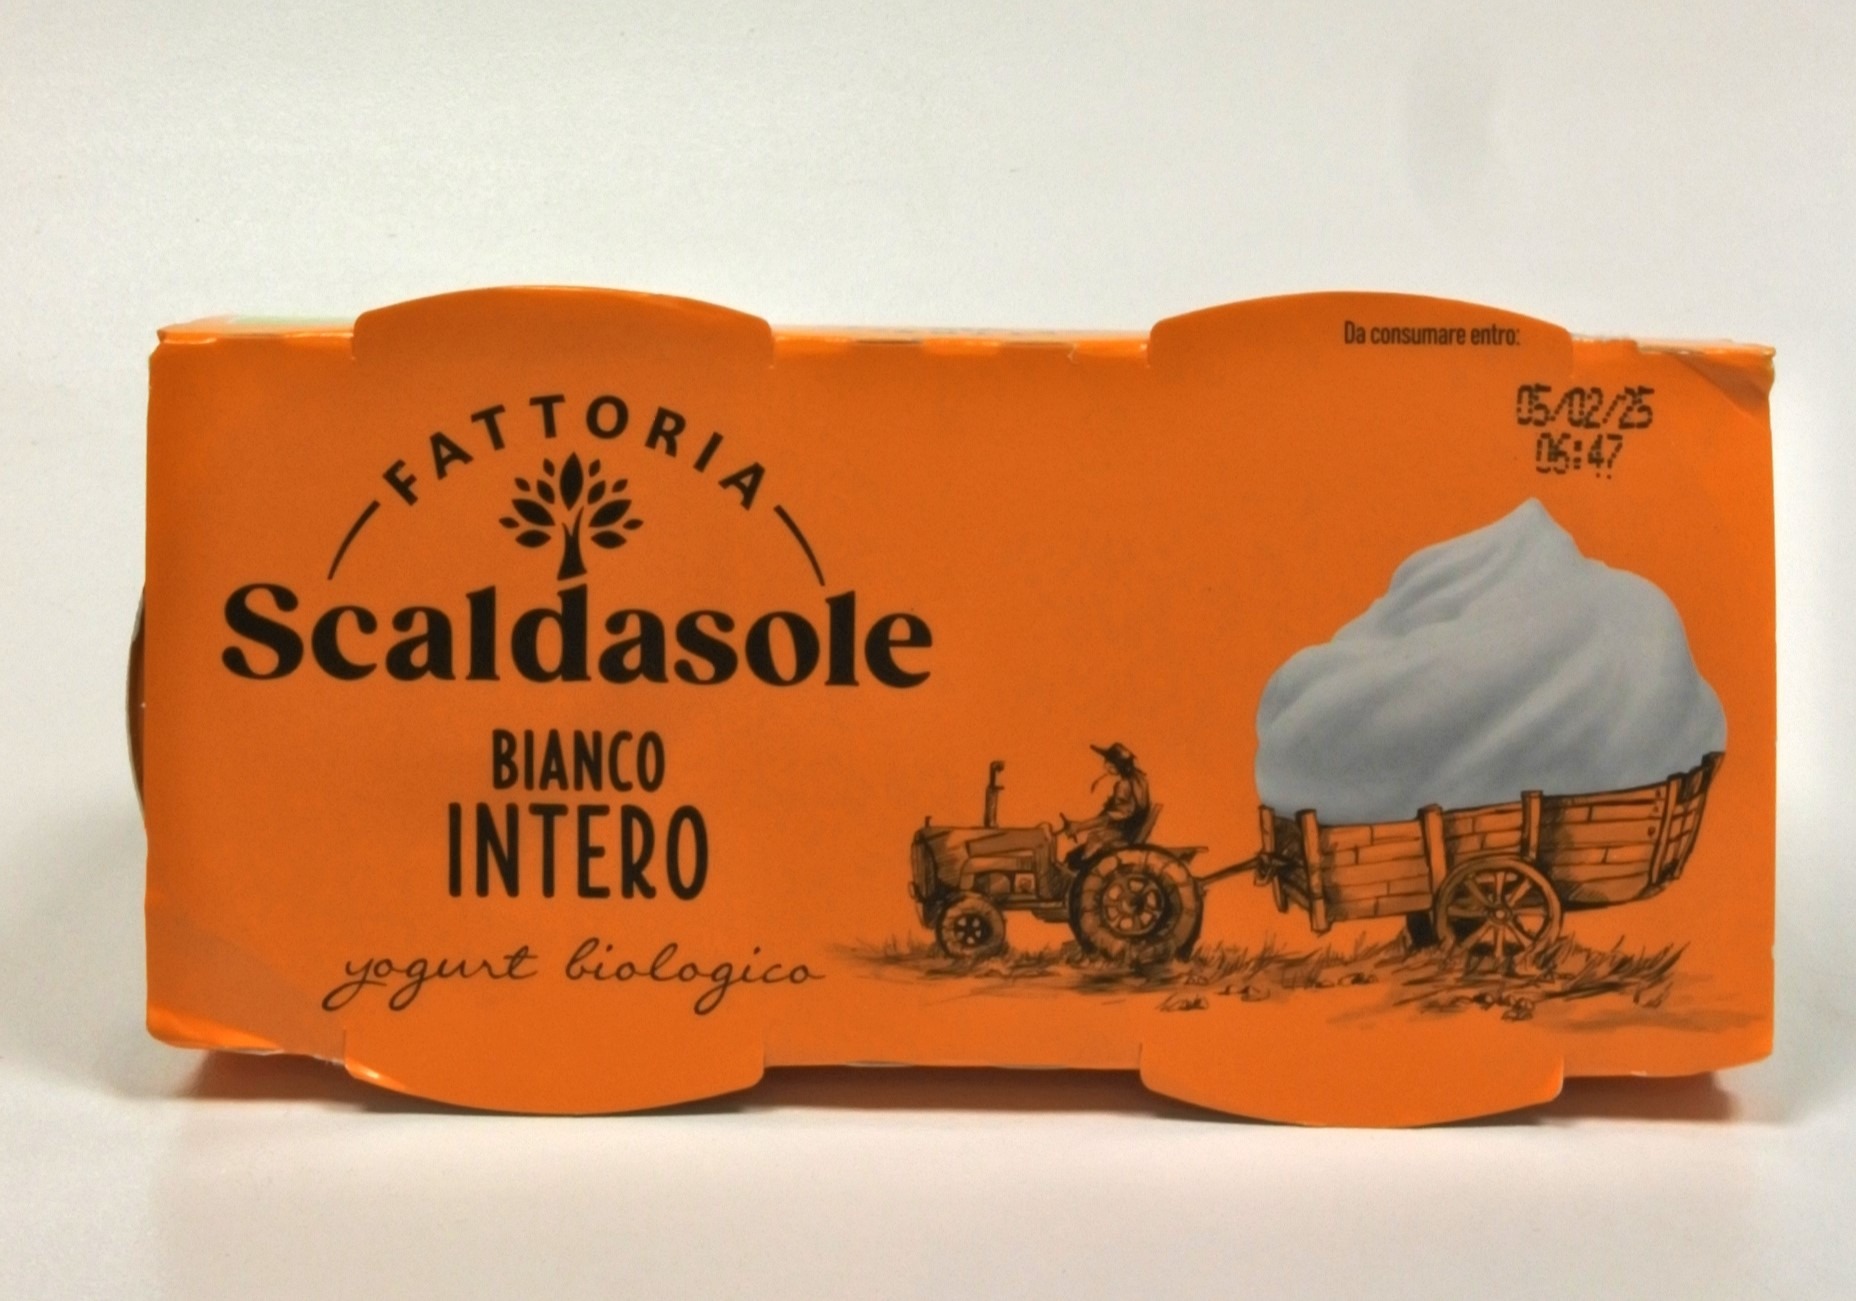 FATTORIA
Scaldasole
BIANCO
INTERO
yogurt biologico
Da consumare entro:
05/02/25
06:47